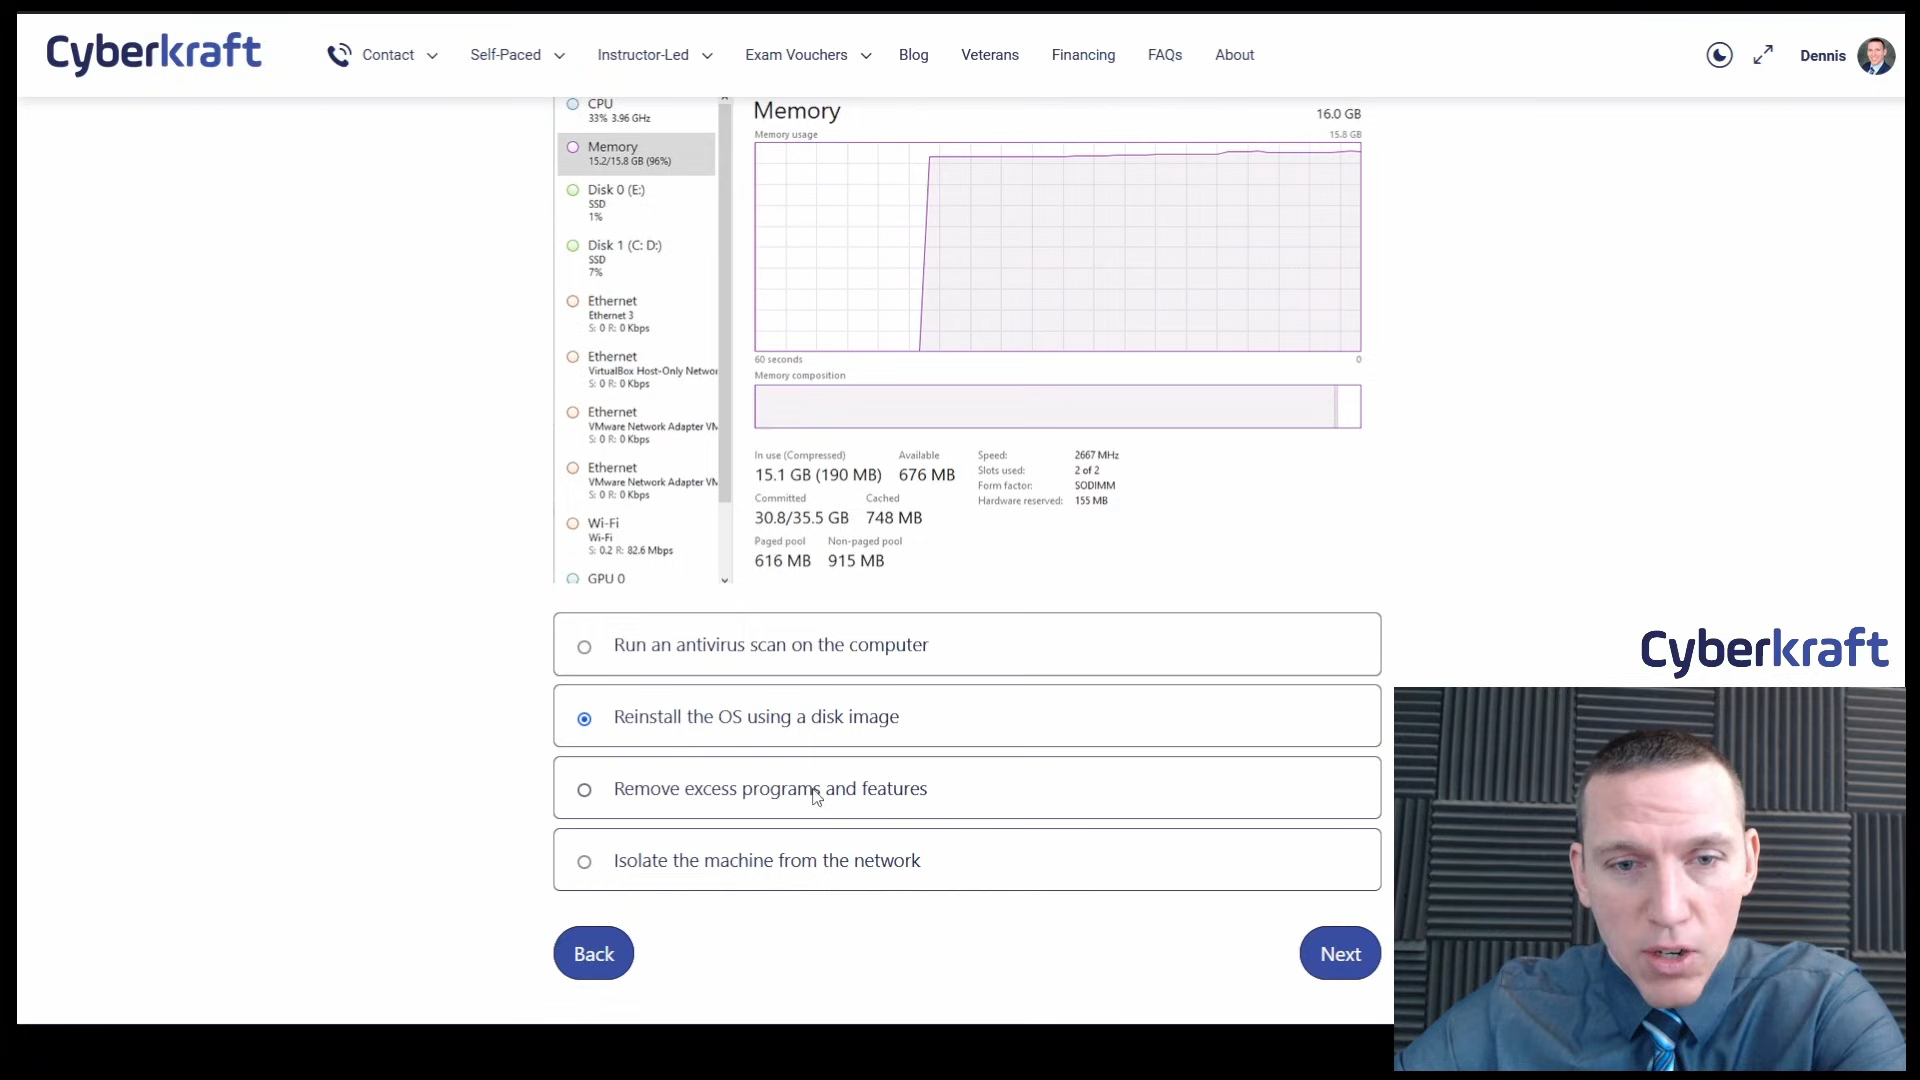 Cyberkraft
Contact
Self-Paced
Instructor-Led
Exam Vouchers
Blog
Veterans
Financing
FAQs
About
Dennis
CPU
33% 3.96 GHz
Memory
15.2/15.8 GB (96%)
Disk 0 (E:)
SSD
1%
Disk 1 (C: D:)
SSD
7%
Ethernet
Ethernet 3
S: 0 R: 0 Kbps
Ethernet
VirtualBox Host-Only Networ
S: 0 R: 0 Kbps
Ethernet
VMware Network Adapter VM
S: 0 R: 0 Kbps
Ethernet
VMware Network Adapter VM
S: 0 R: 0 Kbps
Wi-Fi
Wi-Fi
S: 0.2 R: 82.6 Mbps
GPU 0
Memory
16.0 GB
Memory usage
15.8 GB
60 seconds
0
Memory composition
In use (Compressed)
15.1 GB (190 MB)
Available
676 MB
Committed
30.8/35.5 GB
Cached
748 MB
Paged pool
616 MB
Non-paged pool
915 MB
Speed: 2667 MHz
Slots used: 2 of 2
Form factor: SODIMM
Hardware reserved: 155 MB
Run an antivirus scan on the computer
Reinstall the OS using a disk image
Remove excess programs and features
Isolate the machine from the network
Back
Next
Cyberkraft